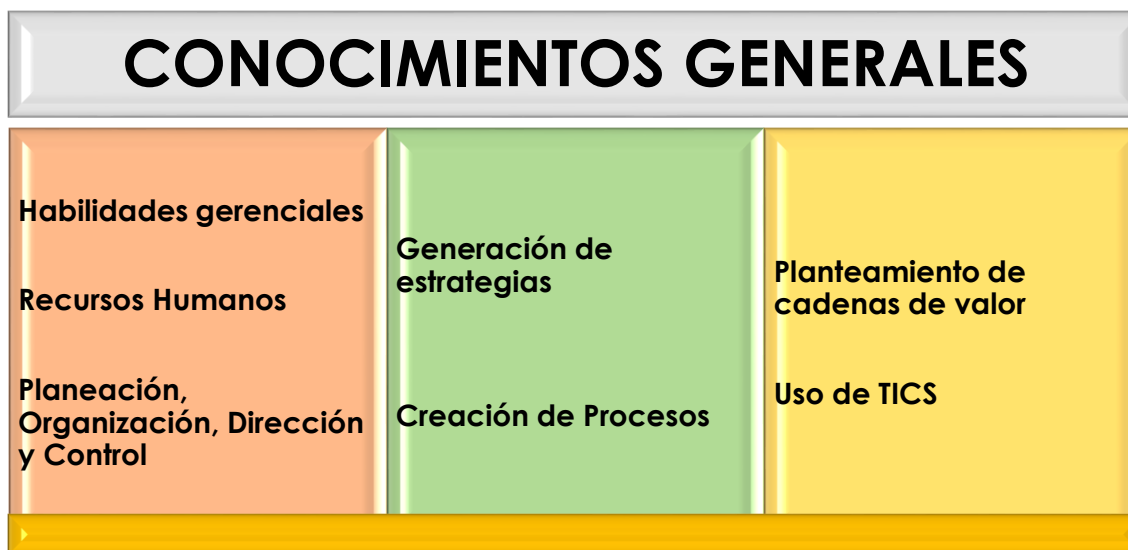 CONOCIMIENTOS GENERALES
Habilidades gerenciales
Recursos Humanos
Planeación,
Organización, Dirección
y Control
Generación de
estrategias
Creación de Procesos
Planteamiento de
cadenas de valor
Uso de TICS